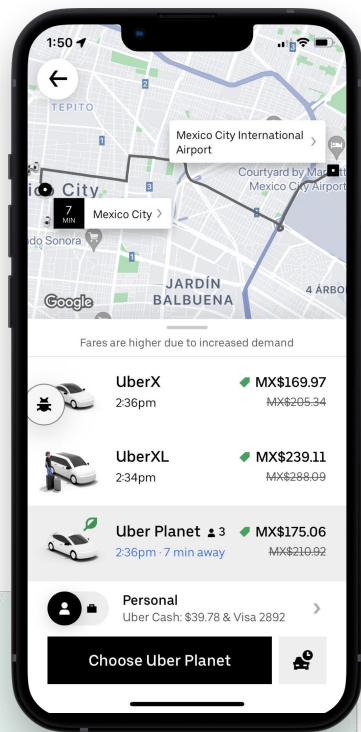 1:50
TEPITO
Mexico City International
Airport
Courtyard by
Mexico City Airport
City
7
MIN
Mexico City
Sonora
JARDÍN
BALBUENA
4
Google
Fares are higher due to increased demand
UberX
MX$169.97
2:36pm
MX$205.34
UberXL
MX$239.11
2:34pm
MX$288.09
Uber Planet 3
MX$175.06
2:36pm · 7 min away
MX$210.92
Personal
Uber Cash: $39.78 & Visa 2892
Choose Uber Planet